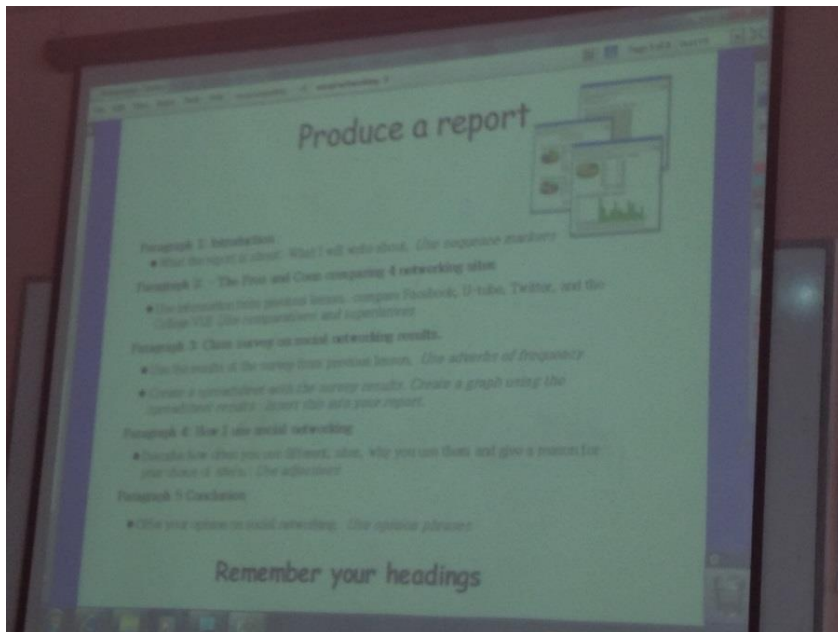 Produce a report
Paragraph 1: Introduction
What the report is about. What I will write about. Use sequence markers
Paragraph 2: - The Pros and Cons comparing 4 networking sites
Use information from previous lesson, compare Facebook, U-tube, Twitter, and the
College VLE. Use comparatives and superlatives
Paragraph 3: Class survey on social networking results.
Use the results of the survey from previous lesson. Use adverbs of frequency
Create a spreadsheet with the survey results. Create a graph using the
spreadsheet results. Insert this into your report.
Paragraph 4: How I use social networking
Describe how often you use different sites, why you use them and give a reason for
your choice of site/s. Use adjectives
Paragraph 5 Conclusion
Offer your opinion on social networking. Use opinion phrases
Remember your headings